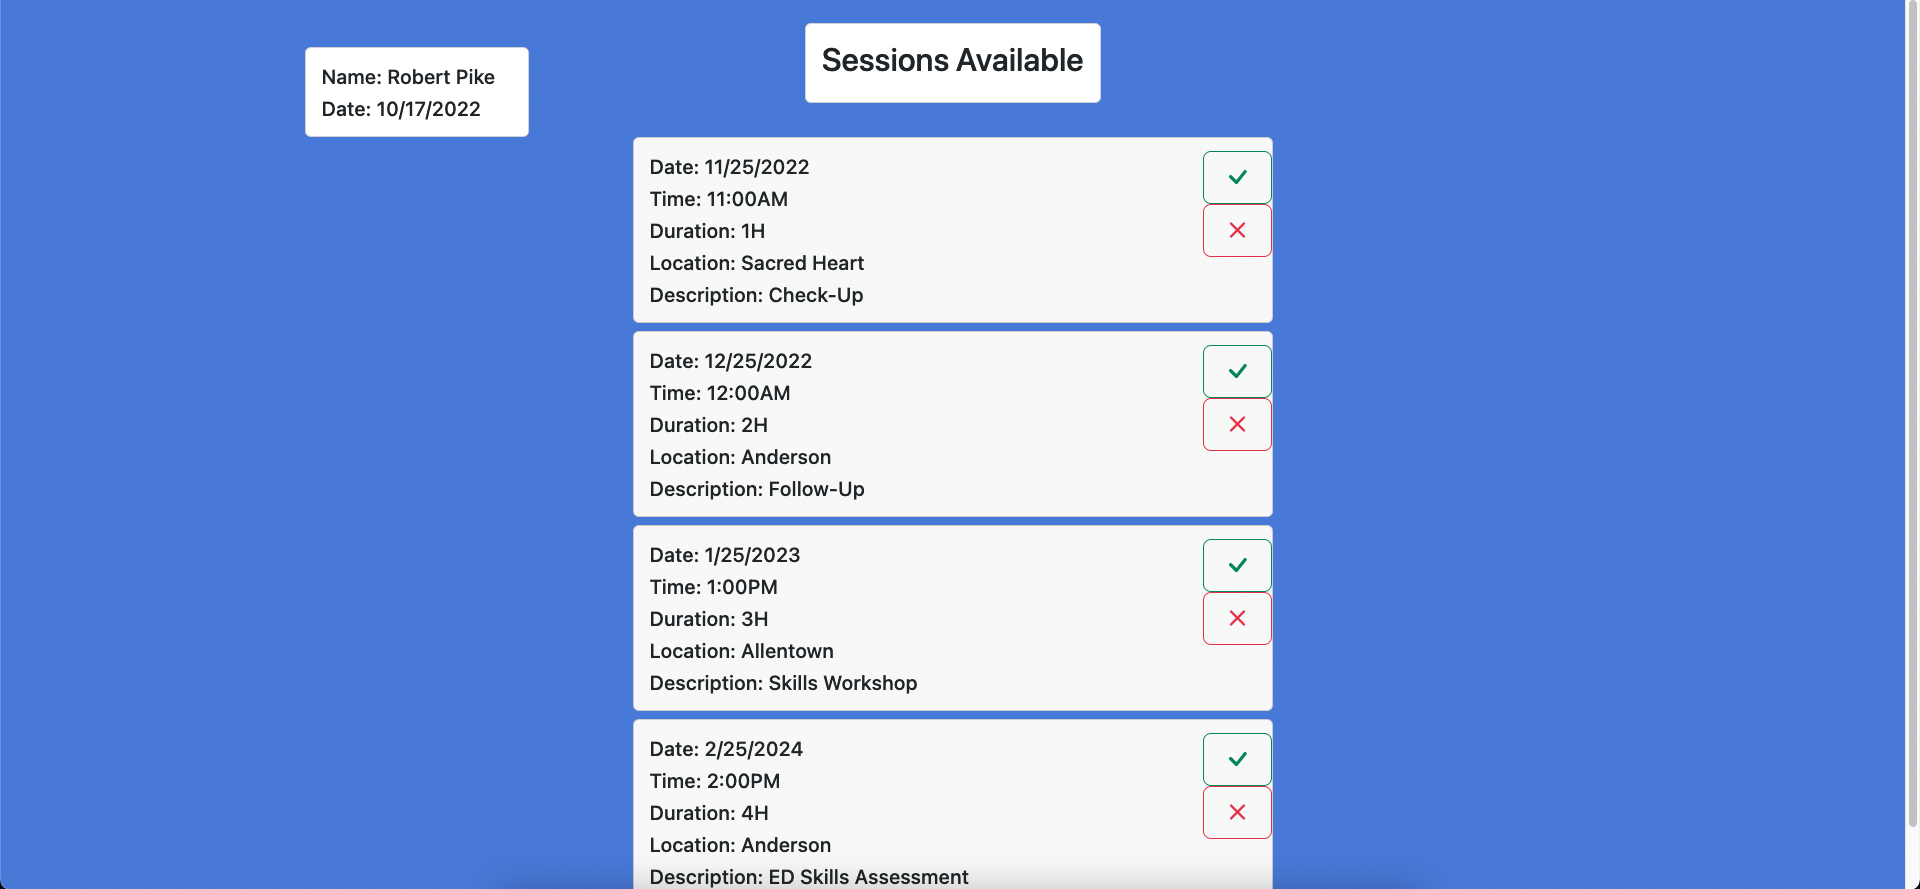 Name: Robert Pike
Date: 10/17/2022
Sessions Available
Date: 11/25/2022
Time: 11:00AM
Duration: 1H
Location: Sacred Heart
Description: Check-Up
Date: 12/25/2022
Time: 12:00AM
Duration: 2H
Location: Anderson
Description: Follow-Up
Date: 1/25/2023
Time: 1:00PM
Duration: 3H
Location: Allentown
Description: Skills Workshop
Date: 2/25/2024
Time: 2:00PM
Duration: 4H
Location: Anderson
Description: ED Skills Assessment